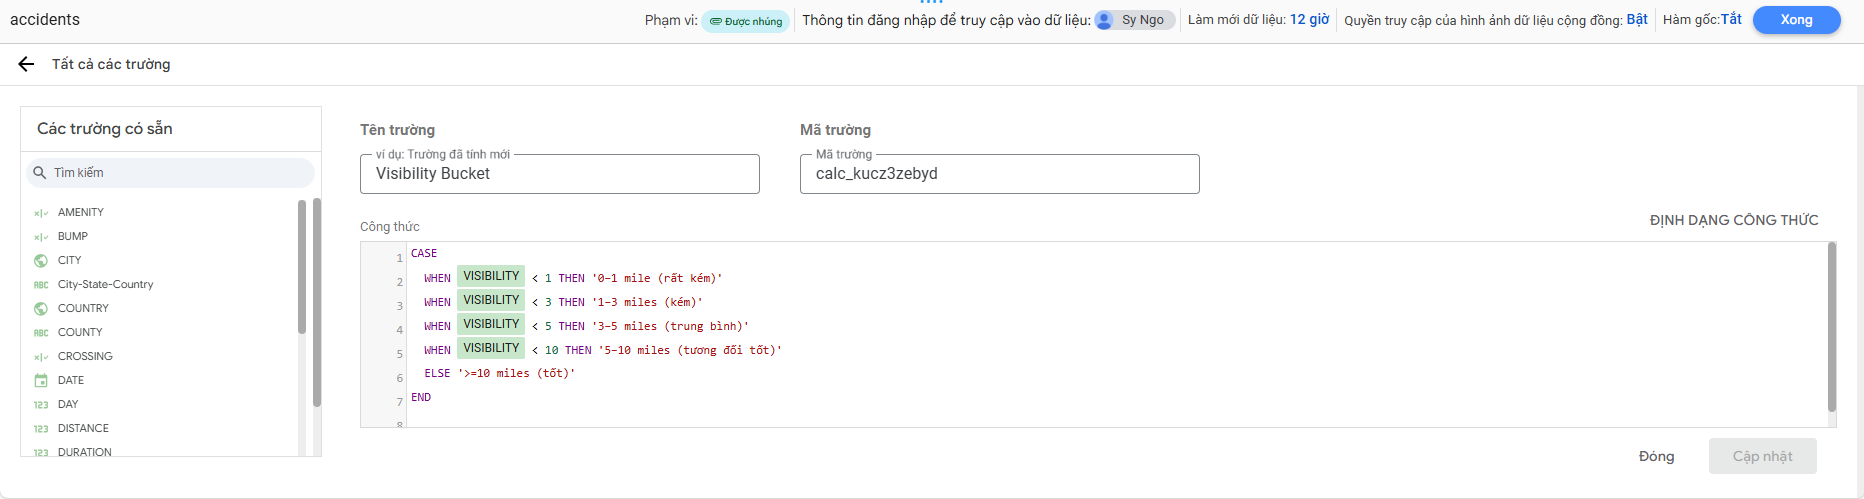 accidents
Phạm vi: Được nhúng Thông tin đăng nhập để truy cập vào dữ liệu: Sy Ngo Làm mới dữ liệu: 12 giờ Quyền truy cập của hình ảnh dữ liệu cộng đồng: Bật Hàm gốc:Tắt Xong
Tất cả các trường
Các trường có sẵn
Tìm kiếm
AMENITY
BUMP
CITY
ABC City-State-Country
COUNTRY
ABC COUNTY
CROSSING
DATE
123 DAY
123 DISTANCE
123 DURATION
Tên trường
ví dụ: Trường đã tính mới
Visibility Bucket
Mã trường
Mã trường
calc_kucz3zebyd
Công thức
ĐỊNH DẠNG CÔNG THỨC
1 CASE
2 WHEN VISIBILITY < 1 THEN '0–1 mile (rất kém)'
3 WHEN VISIBILITY < 3 THEN '1–3 miles (kém)'
4 WHEN VISIBILITY < 5 THEN '3–5 miles (trung bình)'
5 WHEN VISIBILITY < 10 THEN '5–10 miles (tương đối tốt)'
6 ELSE '>=10 miles (tốt)'
7 END
8
Đóng Cập nhật